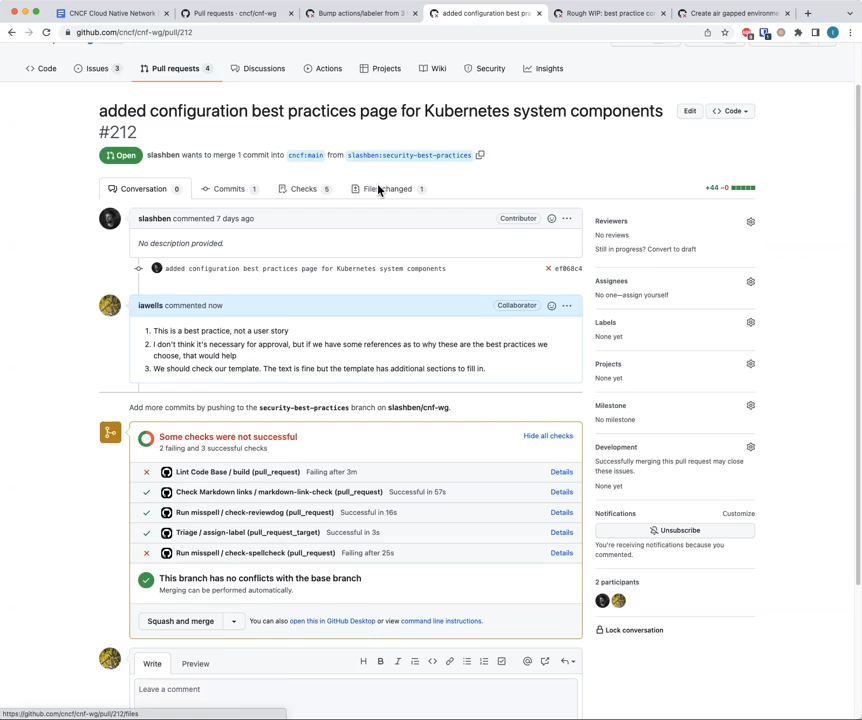 CNCF Cloud Native Network
Pull requests · cncf/cnf-wg
Bump actions/labeler from 3
added configuration best pra
Rough WIP: best practice co
Create air gapped environme
github.com/cncf/cnf-wg/pull/212
Code
Issues 3
Pull requests 4
Discussions
Actions
Projects
Wiki
Security
Insights
added configuration best practices page for Kubernetes system components
#212
Edit
Code
Open
slashben wants to merge 1 commit into cncf:main from slashben:security-best-practices
Conversation 0
Commits 1
Checks 5
Files changed 1
+44 −0
slashben commented 7 days ago
Contributor
No description provided.
added configuration best practices page for Kubernetes system components
ef068c4
iawells commented now
Collaborator
1. This is a best practice, not a user story
2. I don't think it's necessary for approval, but if we have some references as to why these are the best practices we
choose, that would help
3. We should check our template. The text is fine but the template has additional sections to fill in.
Add more commits by pushing to the security-best-practices branch on slashben/cnf-wg.
Some checks were not successful
2 failing and 3 successful checks
Hide all checks
Lint Code Base / build (pull_request) Failing after 3m
Details
Check Markdown links / markdown-link-check (pull_request) Successful in 57s
Details
Run misspell / check-reviewdog (pull_request) Successful in 16s
Details
Triage / assign-label (pull_request_target) Successful in 3s
Details
Run misspell / check-spellcheck (pull_request) Failing after 25s
Details
This branch has no conflicts with the base branch
Merging can be performed automatically.
Squash and merge
You can also open this in GitHub Desktop or view command line instructions.
Write
Preview
Leave a comment
Reviewers
No reviews
Still in progress? Convert to draft
Assignees
No one—assign yourself
Labels
None yet
Projects
None yet
Milestone
No milestone
Development
Successfully merging this pull request may close
these issues.
None yet
Notifications
Customize
Unsubscribe
You're receiving notifications because you
commented.
2 participants
Lock conversation
https://github.com/cncf/cnf-wg/pull/212/files